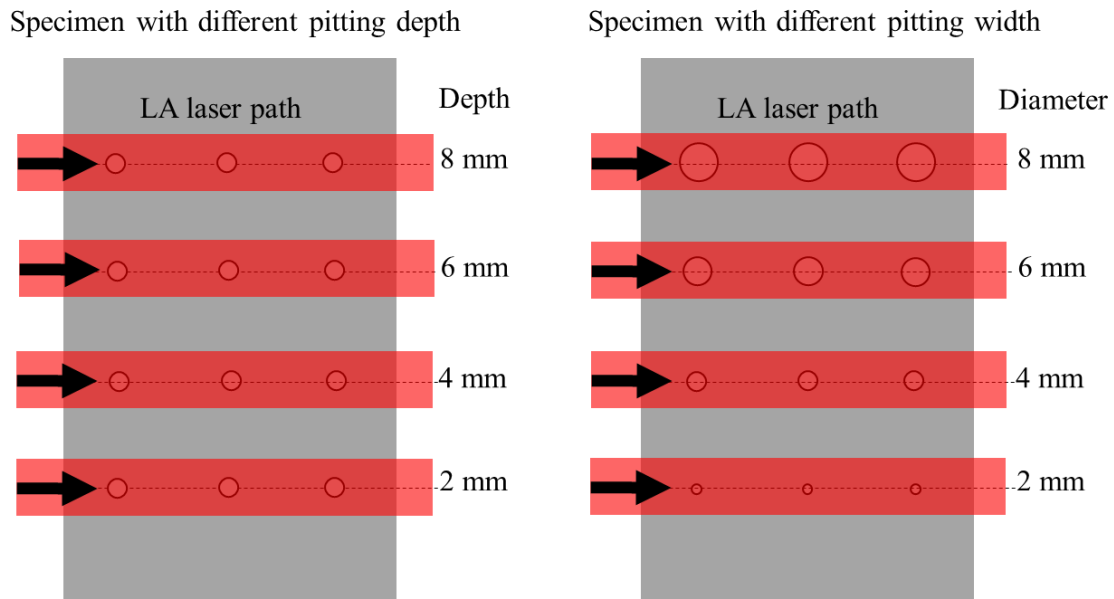 Specimen with different pitting depth
LA laser path
Depth
8 mm
6 mm
4 mm
2 mm
Specimen with different pitting width
LA laser path
Diameter
8 mm
6 mm
4 mm
2 mm